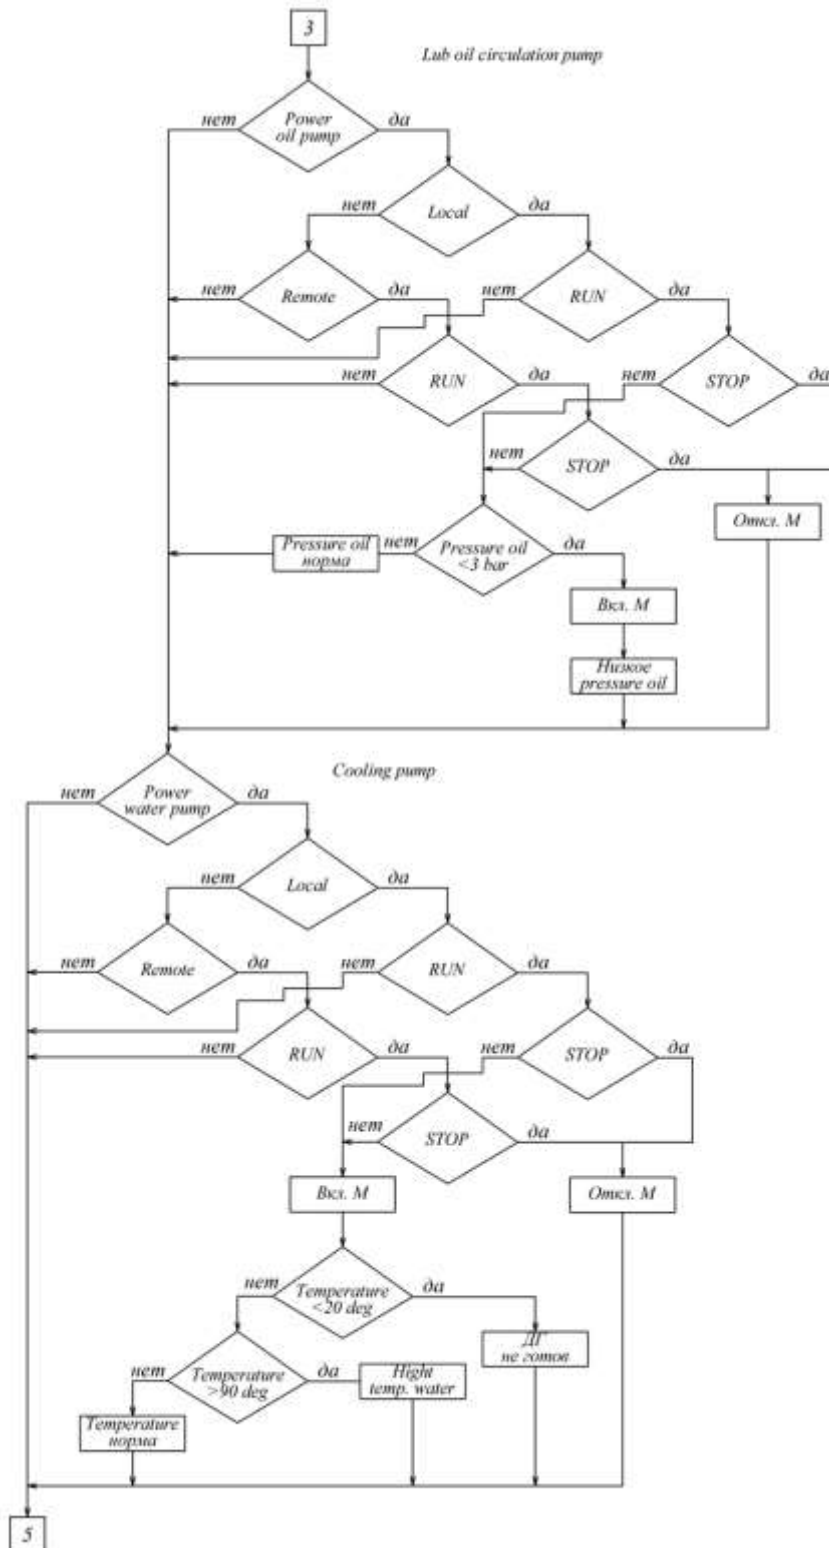 3
Lub oil circulation pump
Power
oil pump
нет
да
Local
нет
да
Remote
нет
да
RUN
нет
да
RUN
нет
да
STOP
нет
да
STOP
нет
да
Откл. М
Pressure oil
<3 bar
нет
да
Pressure oil
норма
Вкл. М
Низкое
pressure oil
Cooling pump
Power
water pump
нет
да
Local
нет
да
Remote
нет
да
RUN
нет
да
RUN
нет
да
STOP
нет
да
STOP
нет
да
Вкл. М
Откл. М
Temperature
<20 deg
нет
да
ДГ
не готов
Temperature
>90 deg
нет
да
Hight
temp. water
Temperature
норма
5